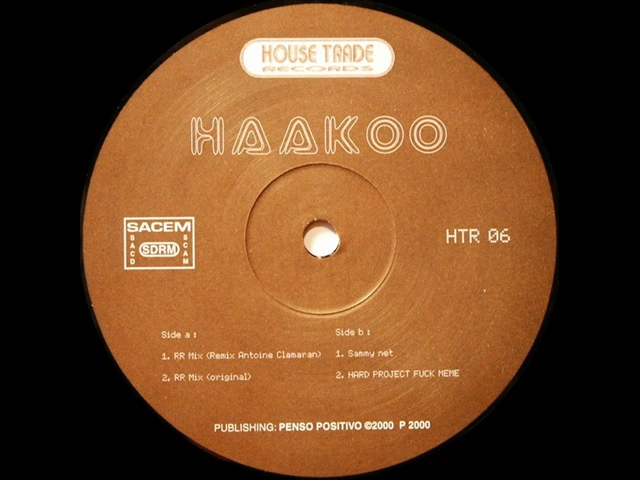 HOUSE TRADE
RECORDS
HAAKOO
SACEM
SACD
SDRM
SCAM
HTR 06
Side a :
1. RR Mix (Remix Antoine Clamaran)
2. RR Mix (original)
Side b :
1. Sammy net
2. HARD PROJECT FUCK MEME
PUBLISHING: PENSO POSITIVO ©2000 P 2000